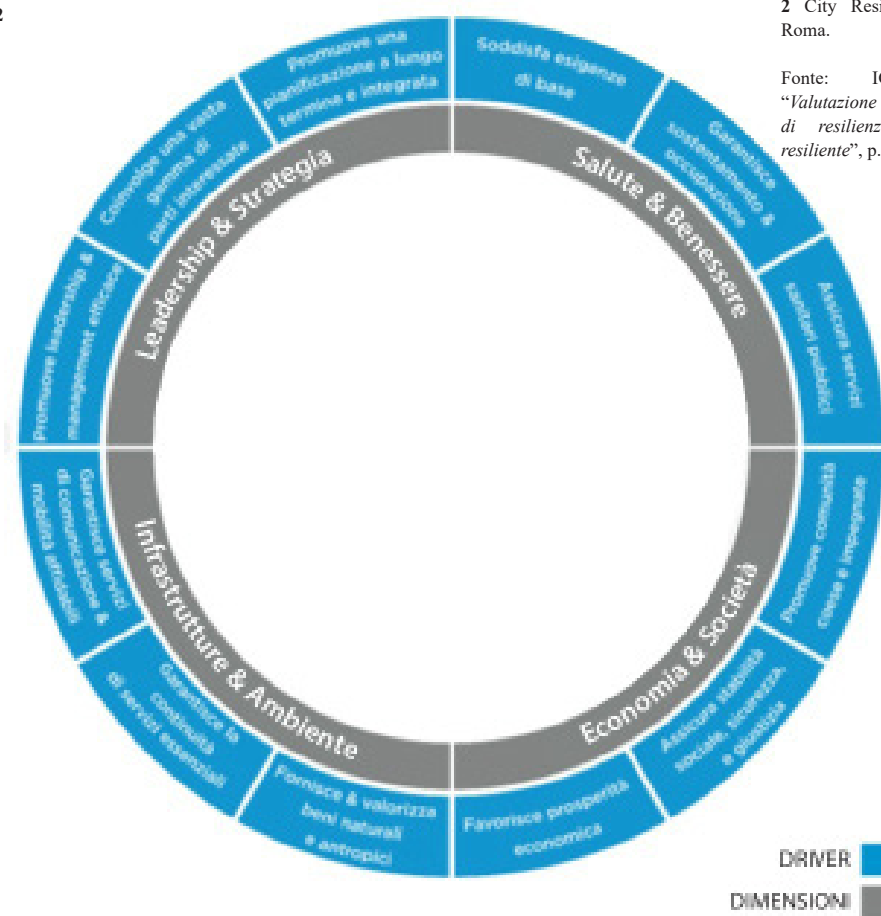 2
2 City Resi
Roma.
Fonte: IC
“Valutazione
di resilienz
resiliente”, p.
Promuove una
pianificazione a lungo
termine e integrata
Soddisfa esigenze
di base
Garantisce
sostentamento &
occupazione
Assicura servizi
sanitari pubblici
Promuove comunità
coese e impegnate
Assicura stabilità
sociale, sicurezza,
e giustizia
Favorisce prosperità
economica
Fornisce & valorizza
beni naturali
e antropici
Garantisce la
continuità
di servizi essenziali
Garantisce servizi
di comunicazione &
mobilità affidabili
Promuove leadership &
management efficace
Coinvolge una vasta
gamma di
parti interessate
Leadership & Strategia
Salute & Benessere
Economia & Società
Infrastrutture & Ambiente
DRIVER
DIMENSIONI